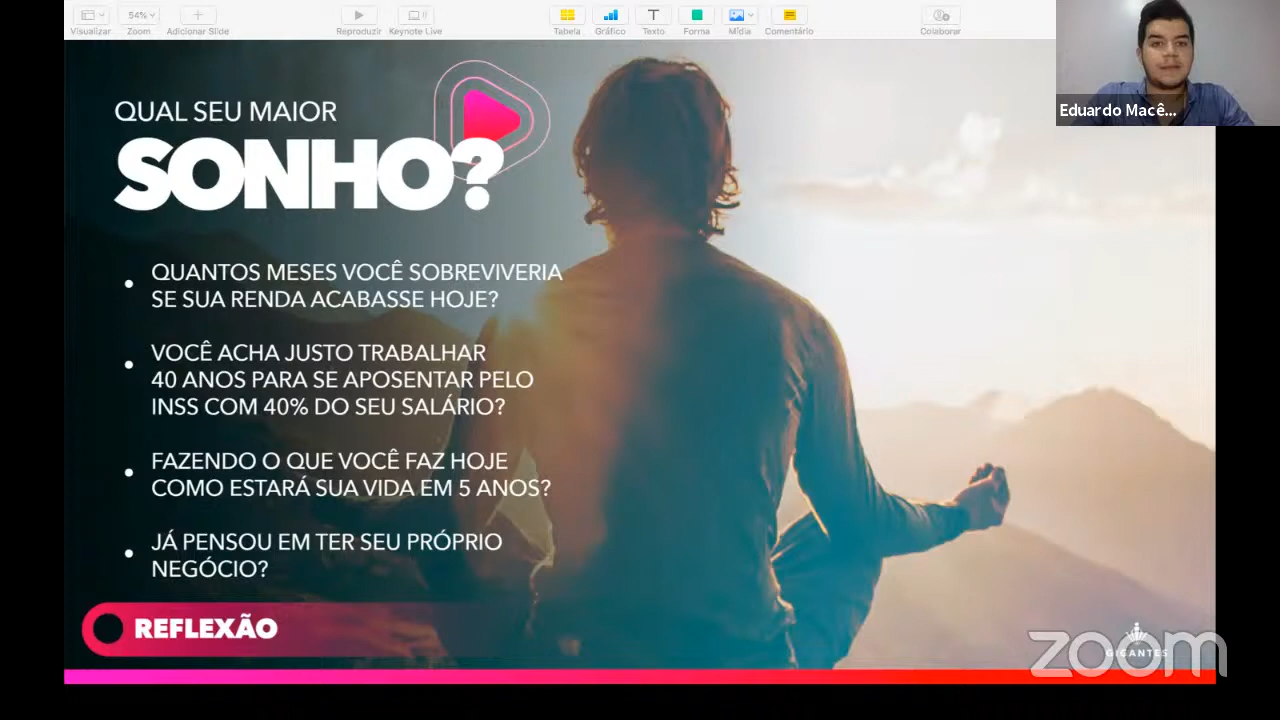 54%
Visualizar
Zoom
Adicionar Slide
Reproduzir
Keynote Live
Tabela
Gráfico
Texto
Forma
Mídia
Comentário
Colaborar
Eduardo Macê...
QUAL SEU MAIOR
SONHO?
• QUANTOS MESES VOCÊ SOBREVIVERIA
SE SUA RENDA ACABASSE HOJE?
• VOCÊ ACHA JUSTO TRABALHAR
40 ANOS PARA SE APOSENTAR PELO
INSS COM 40% DO SEU SALÁRIO?
• FAZENDO O QUE VOCÊ FAZ HOJE
COMO ESTARÁ SUA VIDA EM 5 ANOS?
• JÁ PENSOU EM TER SEU PRÓPRIO
NEGÓCIO?
REFLEXÃO
GIGANTES
zoom